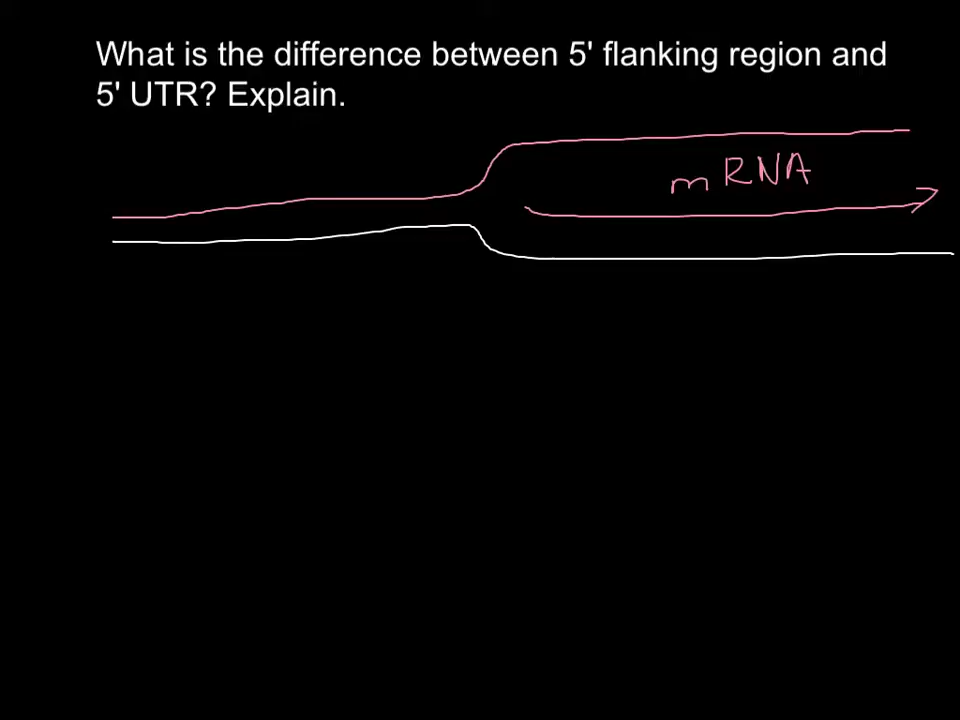 What is the difference between 5' flanking region and
5' UTR? Explain.
mRNA